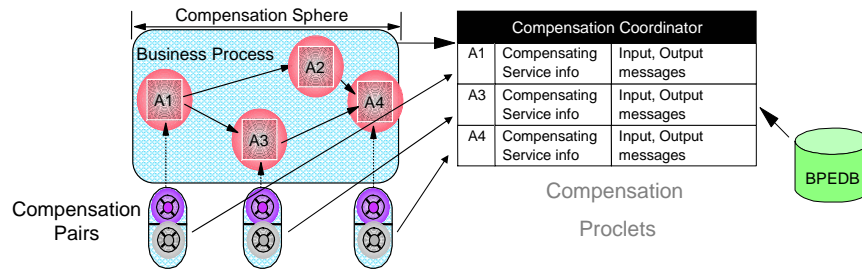 Compensation Sphere
Business Process
A1
A2
A3
A4
Compensation
Pairs
Compensation Coordinator
A1 Compensating Input, Output
Service info messages
A3 Compensating Input, Output
Service info messages
A4 Compensating Input, Output
Service info messages
Compensation
Proclets
BPEDB